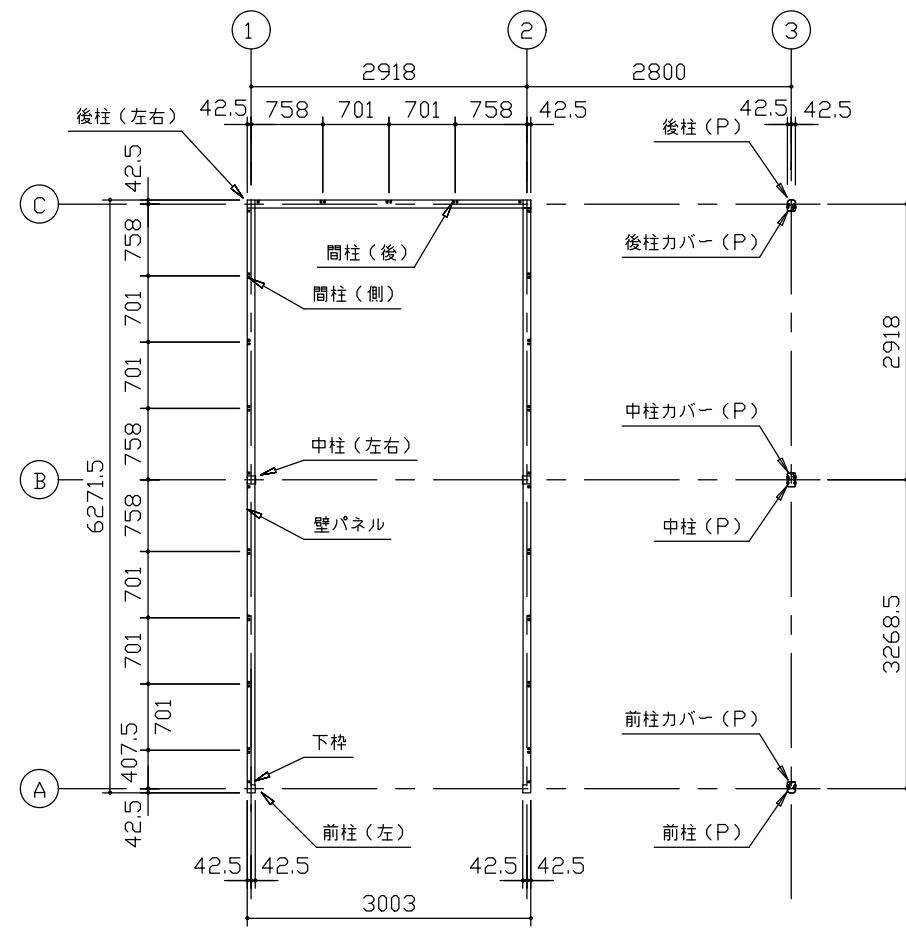 1
2
3
2918
2800
42.5
758
701
701
758
42.5
42.5
42.5
後柱（左右）
後柱（P）
42.5
C
間柱（後）
後柱カバー（P）
758
間柱（側）
701
2918
701
中柱カバー（P）
758
中柱（左右）
B
6271.5
758
壁パネル
中柱（P）
701
3268.5
701
701
前柱カバー（P）
407.5
下枠
A
42.5
前柱（左）
前柱（P）
42.5
42.5
42.5
42.5
3003